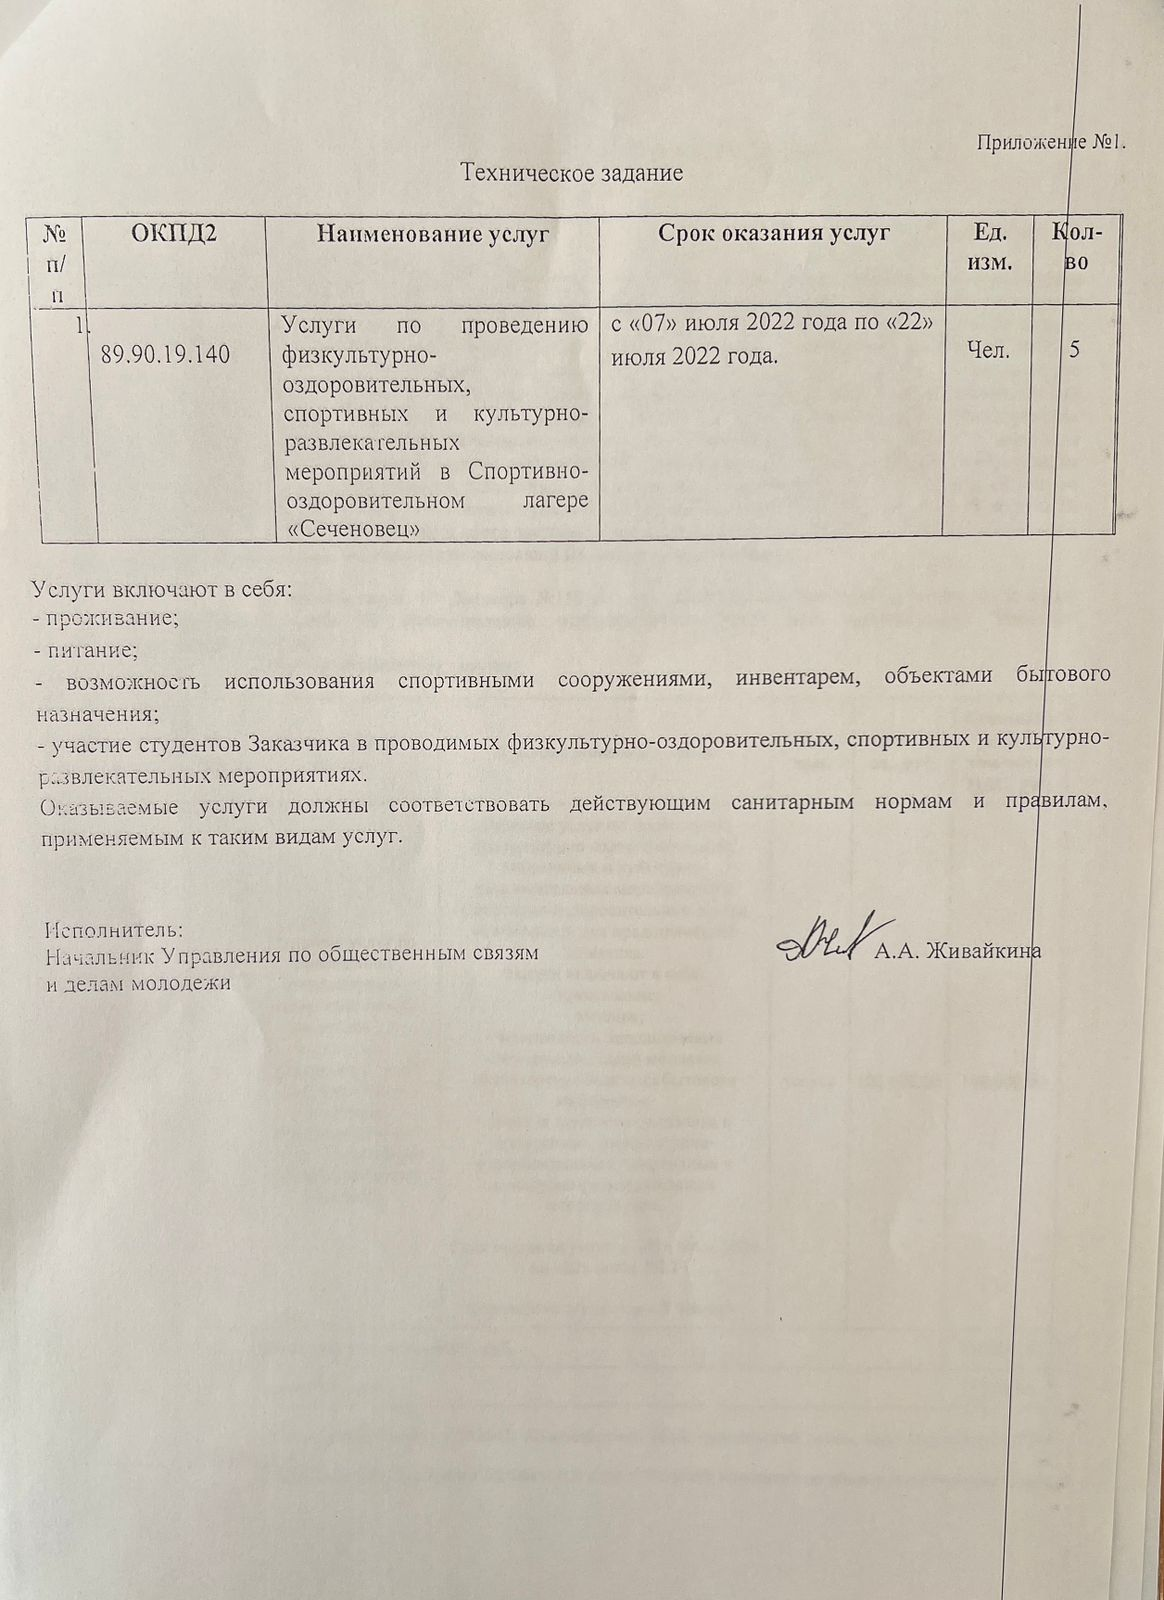 Приложение №1.
Техническое задание
№ п/п
ОКПД2
Наименование услуг
Срок оказания услуг
Ед. изм.
Кол-во
1.
89.90.19.140
Услуги по проведению
физкультурно-
оздоровительных,
спортивных и культурно-
развлекательных
мероприятий в Спортивно-
оздоровительном лагере
«Сеченовец»
с «07» июля 2022 года по «22»
июля 2022 года.
Чел.
5
Услуги включают в себя:
- проживание;
- питание;
- возможность использования спортивными сооружениями, инвентарем, объектами бытового
назначения;
- участие студентов Заказчика в проводимых физкультурно-оздоровительных, спортивных и культурно-
развлекательных мероприятиях.
Оказываемые услуги должны соответствовать действующим санитарным нормам и правилам,
применяемым к таким видам услуг.
Исполнитель:
Начальник Управления по общественным связям
и делам молодежи
А.А. Живайкина